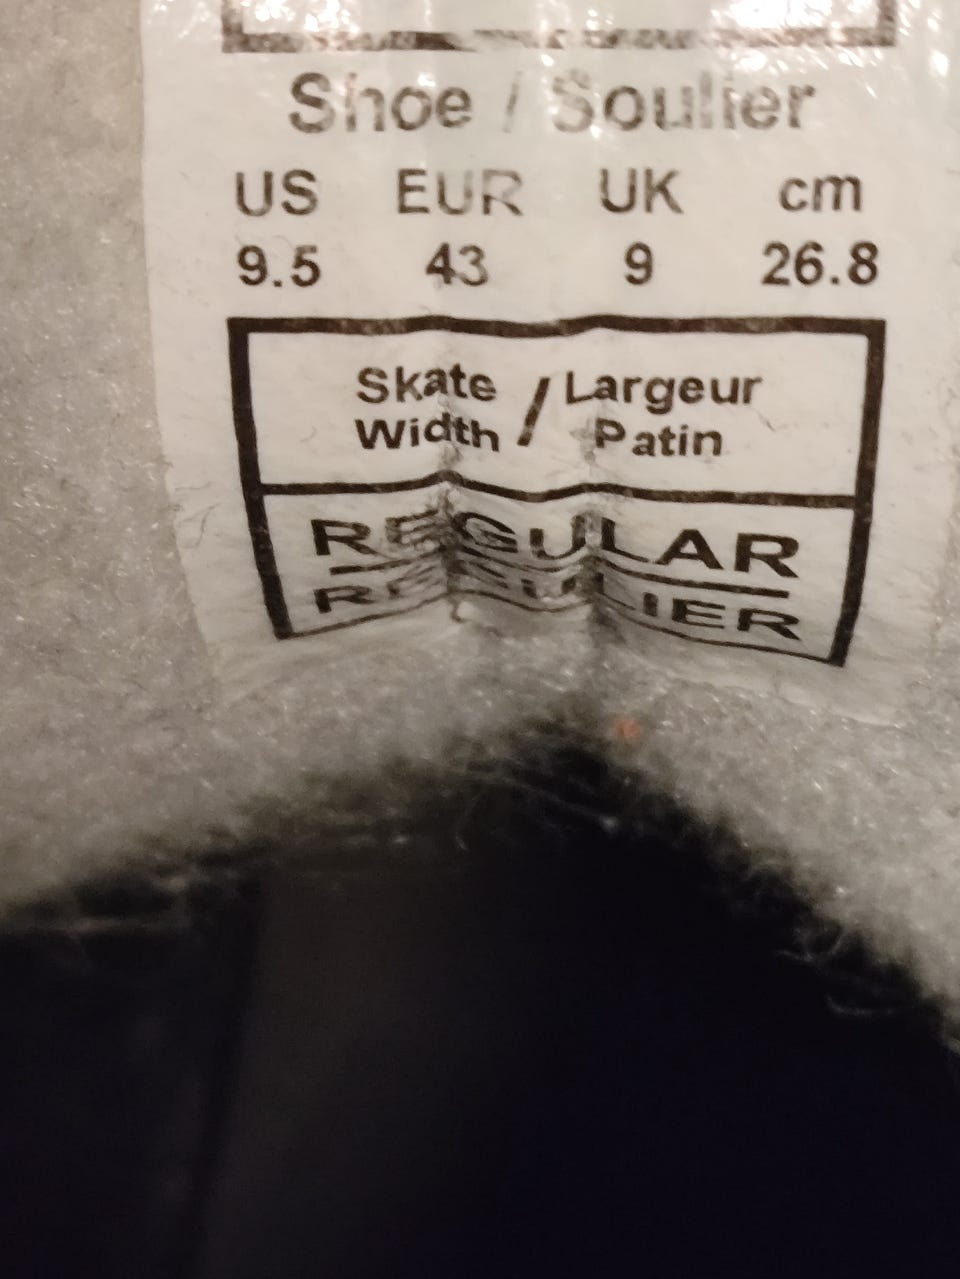 Shoe / Soulier
US EUR UK cm
9.5 43 9 26.8
Skate / Largeur
Width Patin
REGULAR
REGULIER